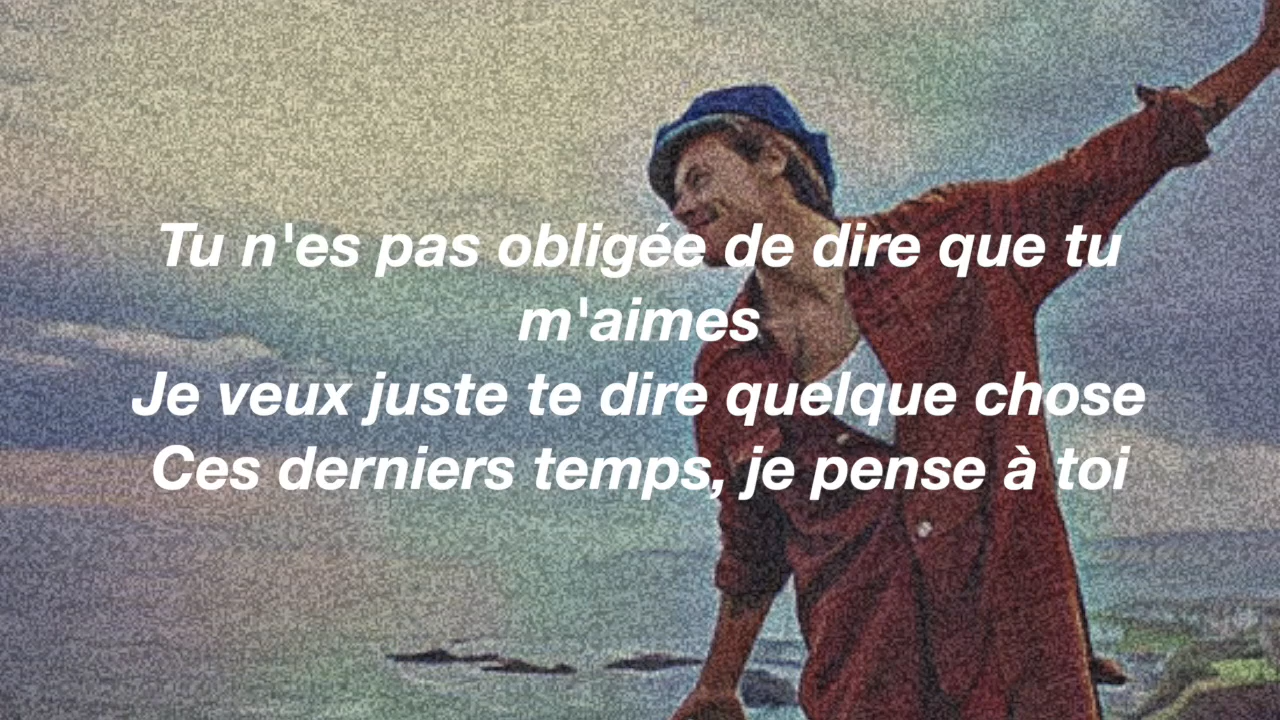 Tu n'es pas obligée de dire que tu
m'aimes
Je veux juste te dire quelque chose
Ces derniers temps, je pense à toi